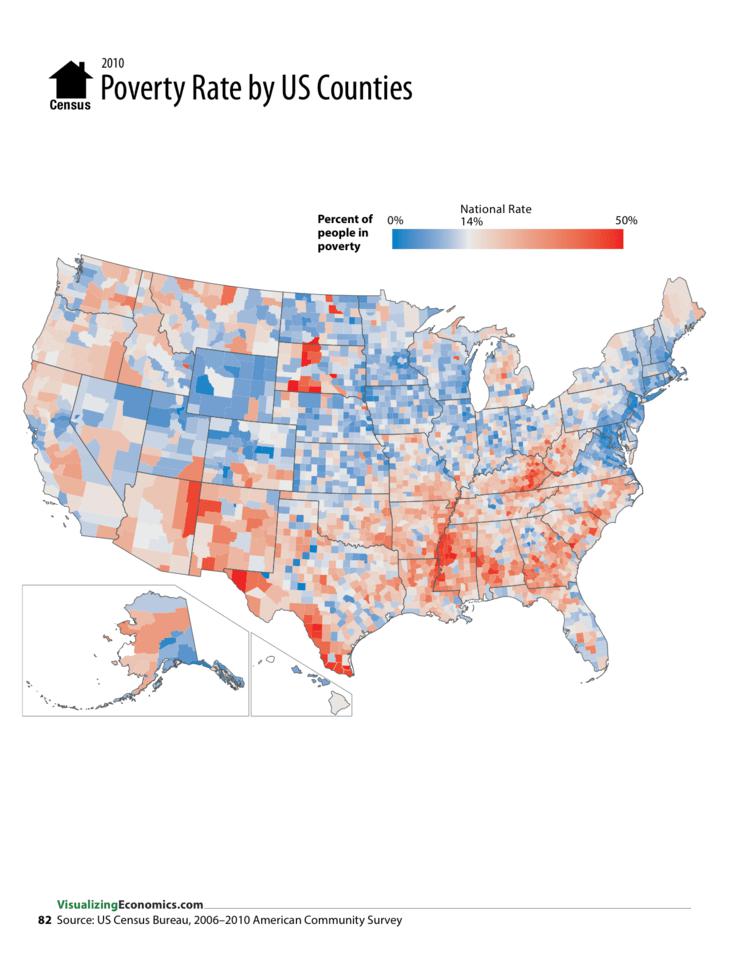 2010
Poverty Rate by US Counties
Census
National Rate
Percent of people in poverty
0%
14%
50%
VisualizingEconomics.com
82 Source: US Census Bureau, 2006–2010 American Community Survey